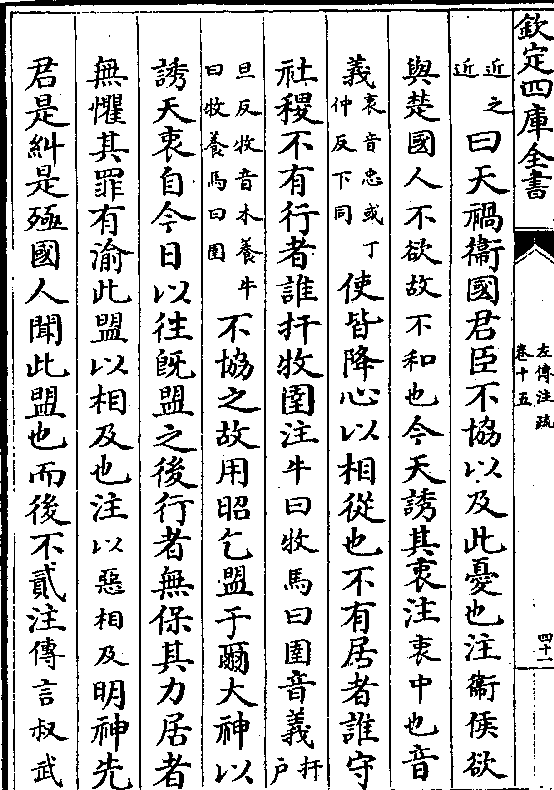 欽定四庫全書
左傳注疏
卷十五
四十一
近之
近
曰天禍衞國君臣不協以及此憂也注衞侯欲
與楚國人不欲故不和也今天誘其衷注衷中也音
義
衷音忠或丁
仲反下同
使皆降心以相從也不有居者誰守
社稷不有行者誰扞牧圉注牛曰牧馬曰圉音義
扞戸
旦反牧音木養牛
曰牧養馬曰圉
不協之故用昭乞盟于爾大神以
誘天衷自今日以往既盟之後行者無保其力居者
無懼其罪有渝此盟以相及也注以惡相及明神先
君是糾是殛國人聞此盟也而後不貳注傳言叔武